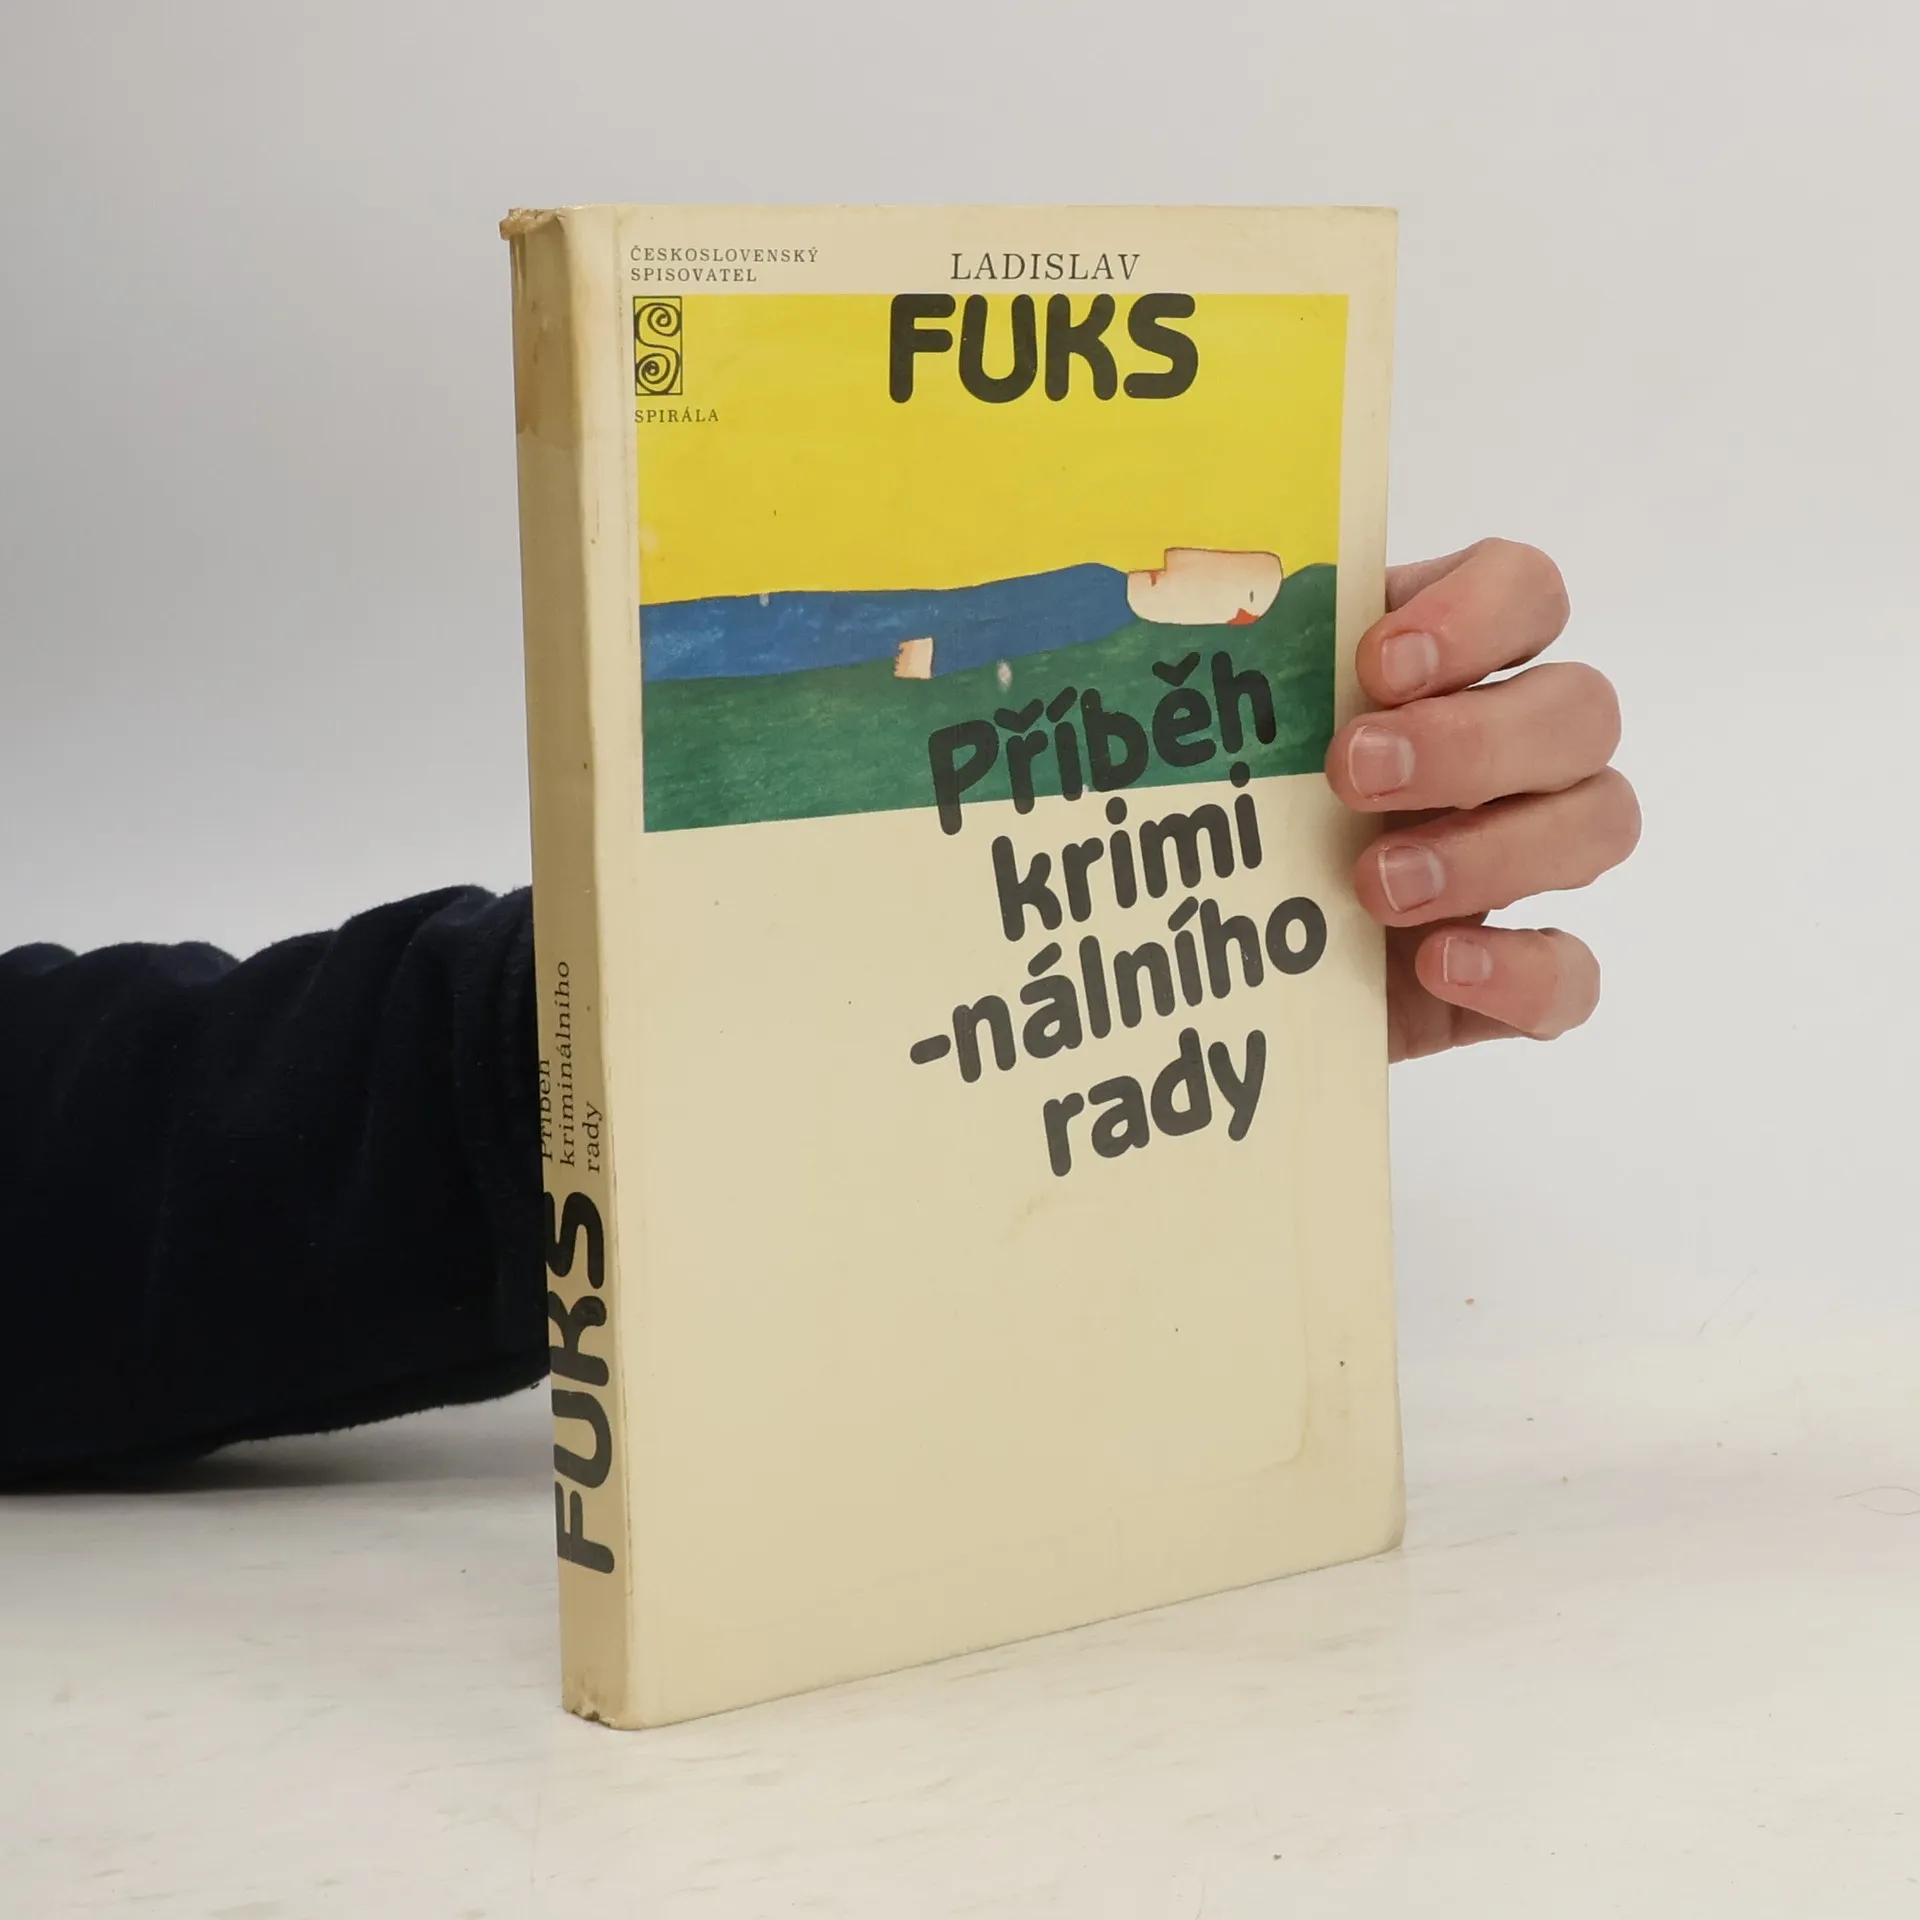 ČESKOSLOVENSKÝ
SPISOVATEL
SPIRÁLA
LADISLAV
FUKS
Příběh
krimi
-nálního
rady
FUKS
Příběh
kriminálního
rady